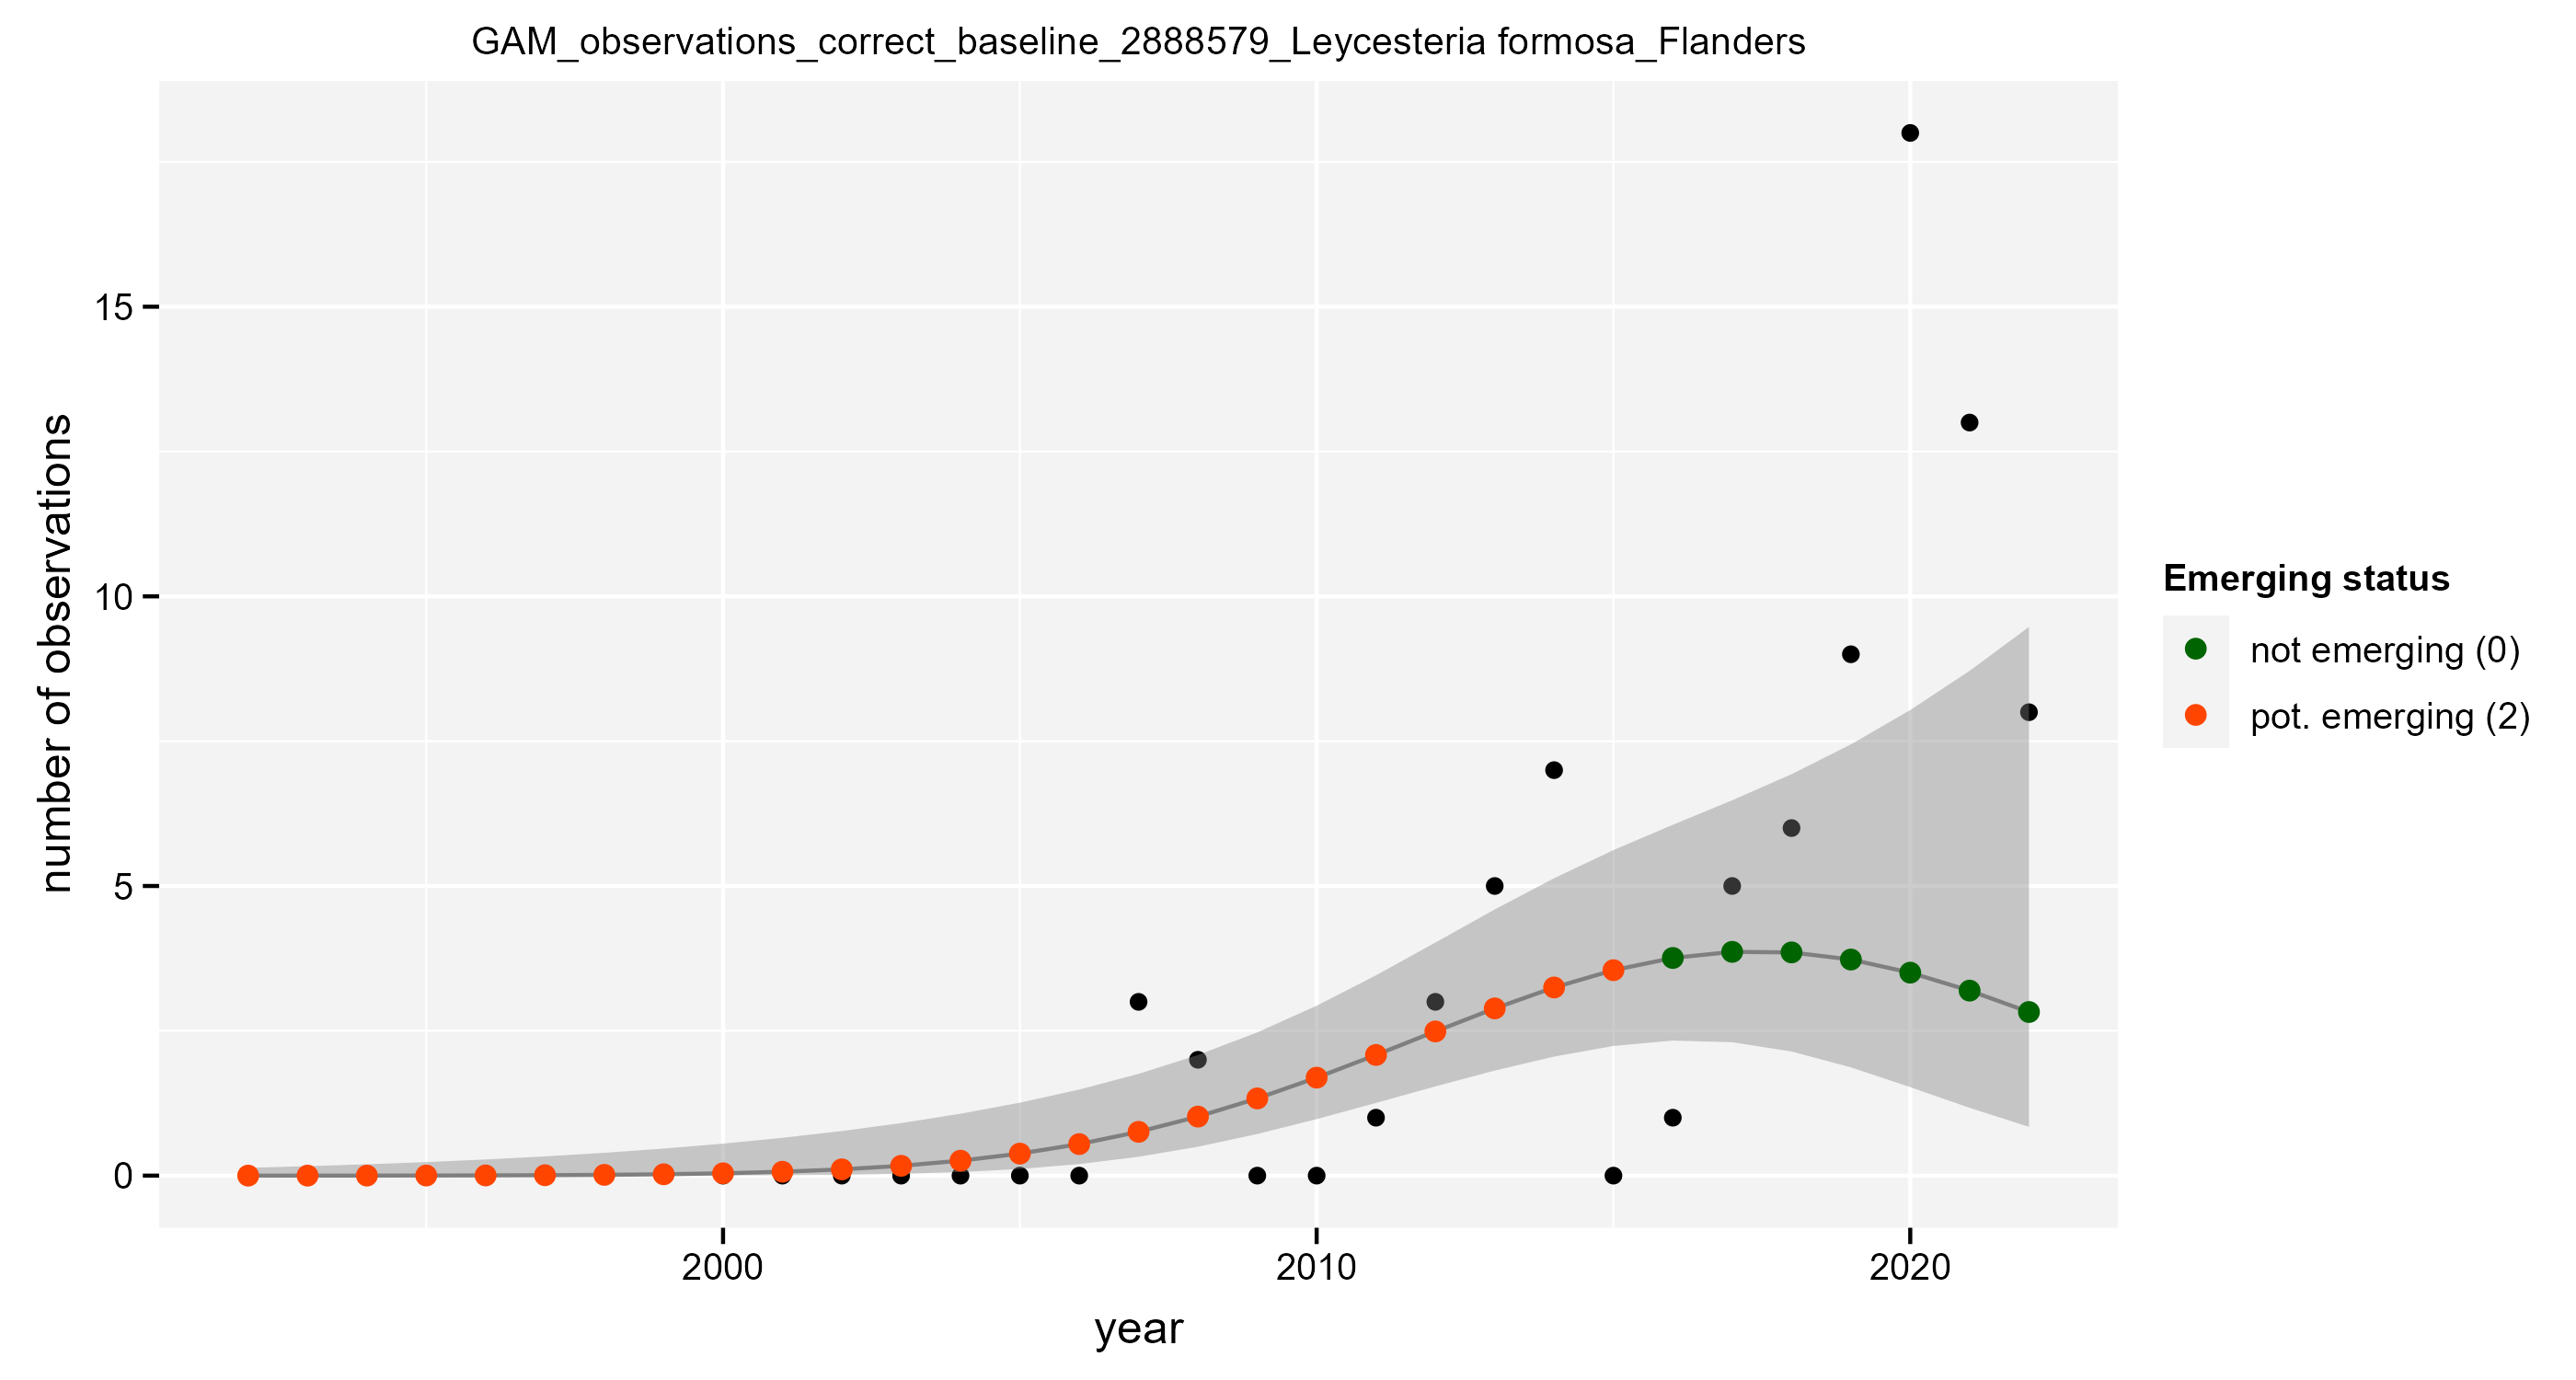 GAM_observations_correct_baseline_2888579_Leycesteria formosa_Flanders
number of observations
15
10
5
0
2000
2010
2020
year
Emerging status
not emerging (0)
pot. emerging (2)